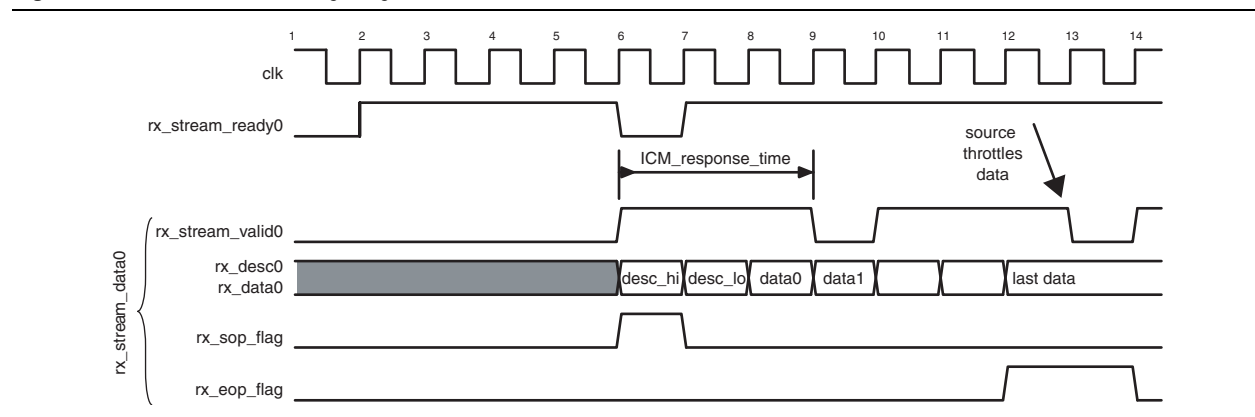 1 2 3 4 5 6 7 8 9 10 11 12 13 14
clk
rx_stream_ready0
source
throttles
data
ICM_response_time
rx_stream_valid0
rx_stream_data0
rx_desc0
rx_data0
desc_hi desc_lo data0 data1 last data
rx_sop_flag
rx_eop_flag